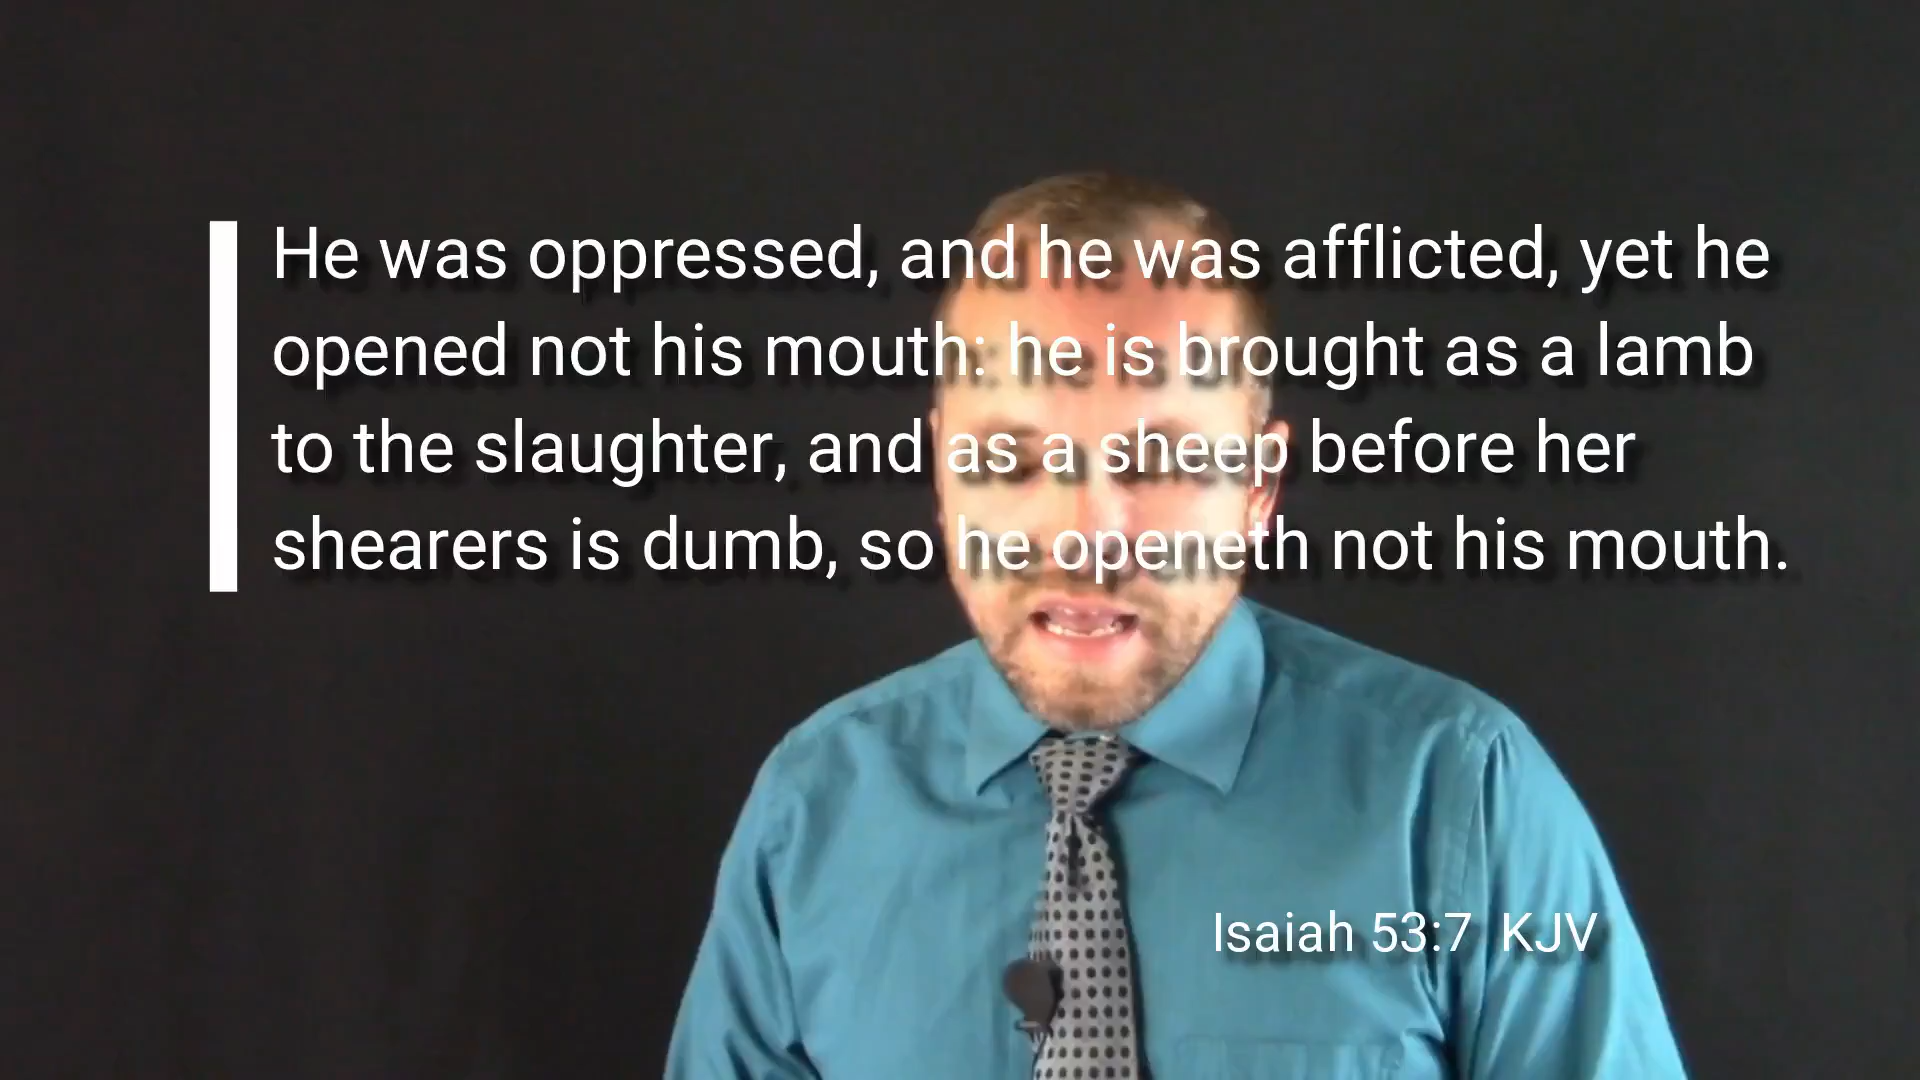 He was oppressed, and he was afflicted, yet he
opened not his mouth: he is brought as a lamb
to the slaughter, and as a sheep before her
shearers is dumb, so he openeth not his mouth.
Isaiah 53:7 KJV